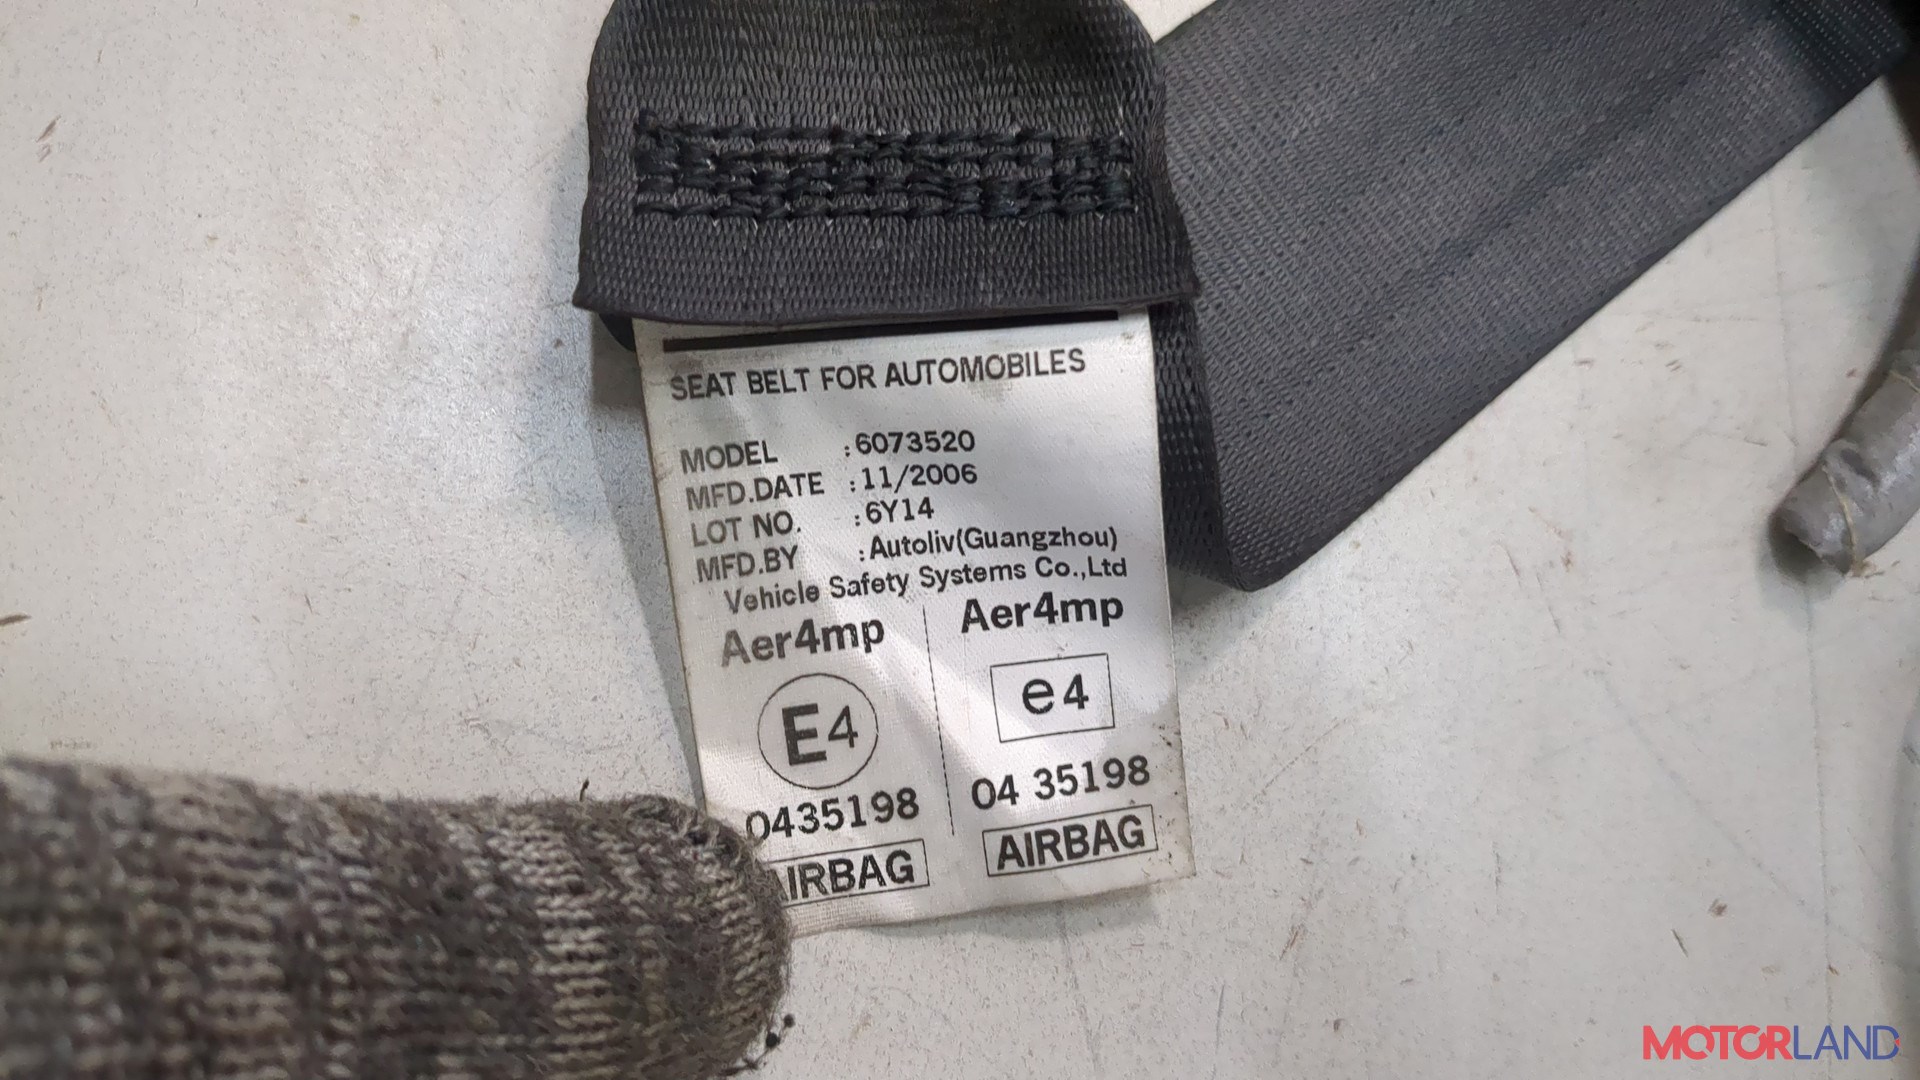 SEAT BELT FOR AUTOMOBILES
MODEL :6073520
MFD.DATE :11/2006
LOT NO. :6Y14
MFD.BY :Autoliv(Guangzhou)
Vehicle Safety Systems Co.,Ltd
Aer4mp Aer4mp
E4 e4
0435198 04 35198
AIRBAG AIRBAG
MOTORLAND